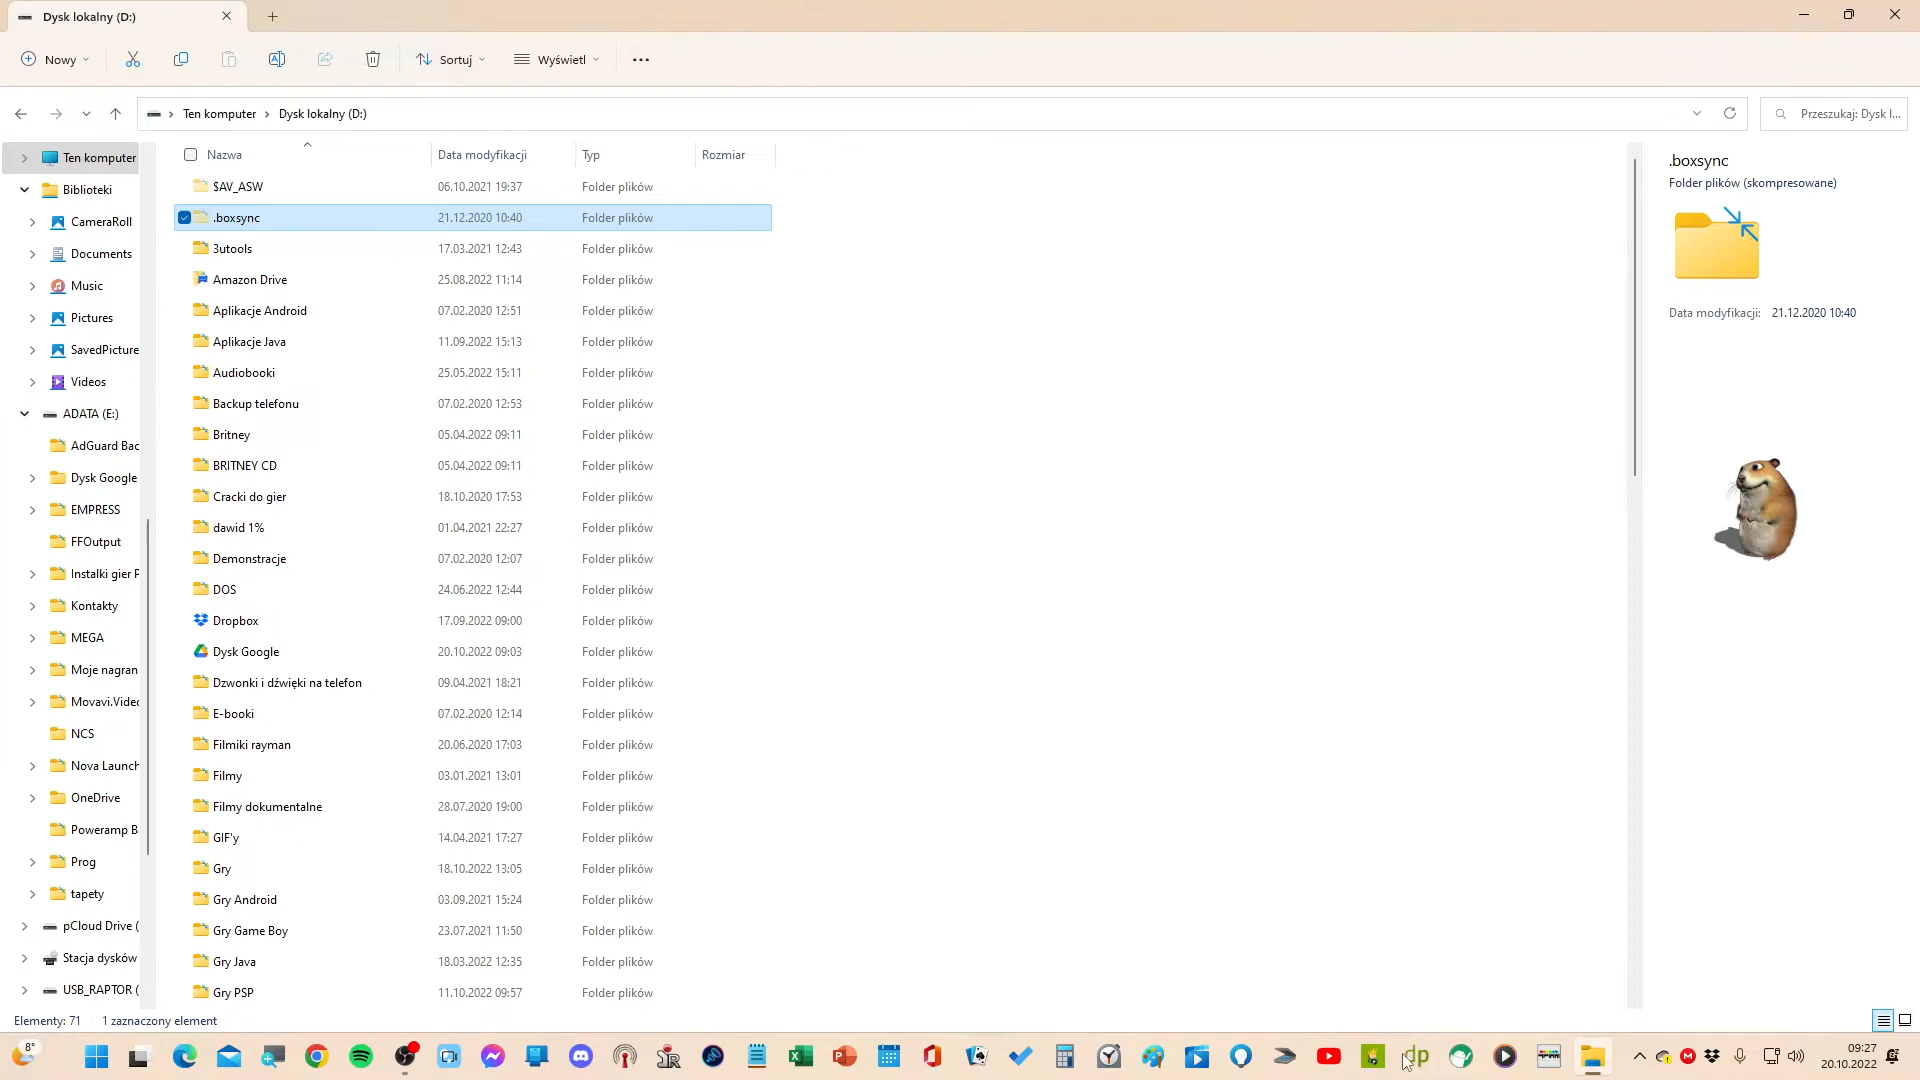 Dysk lokalny (D:)
Nowy
Sortuj
Wyświetl
Ten komputer
Dysk lokalny (D:)
Przeszukaj: Dysk l...
Nazwa Data modyfikacji Typ Rozmiar
Ten komputer
Biblioteki
CameraRoll
Documents
Music
Pictures
SavedPicture
Videos
ADATA (E:)
AdGuard Bac
Dysk Google
EMPRESS
FFOutput
Instalki gier P
Kontakty
MEGA
Moje nagran
Movavi.Videc
NCS
Nova Launch
OneDrive
Poweramp B
Prog
tapety
pCloud Drive (
Stacja dysków
USB_RAPTOR (
$AV_ASW 06.10.2021 19:37 Folder plików
.boxsync 21.12.2020 10:40 Folder plików
3utools 17.03.2021 12:43 Folder plików
Amazon Drive 25.08.2022 11:14 Folder plików
Aplikacje Android 07.02.2020 12:51 Folder plików
Aplikacje Java 11.09.2022 15:13 Folder plików
Audiobooki 25.05.2022 15:11 Folder plików
Backup telefonu 07.02.2020 12:53 Folder plików
Britney 05.04.2022 09:11 Folder plików
BRITNEY CD 05.04.2022 09:11 Folder plików
Cracki do gier 18.10.2020 17:53 Folder plików
dawid 1% 01.04.2021 22:27 Folder plików
Demonstracje 07.02.2020 12:07 Folder plików
DOS 24.06.2022 12:44 Folder plików
Dropbox 17.09.2022 09:00 Folder plików
Dysk Google 20.10.2022 09:03 Folder plików
Dzwonki i dźwięki na telefon 09.04.2021 18:21 Folder plików
E-booki 07.02.2020 12:14 Folder plików
Filmiki rayman 20.06.2020 17:03 Folder plików
Filmy 03.01.2021 13:01 Folder plików
Filmy dokumentalne 28.07.2020 19:00 Folder plików
GIF'y 14.04.2021 17:27 Folder plików
Gry 18.10.2022 13:05 Folder plików
Gry Android 03.09.2021 15:24 Folder plików
Gry Game Boy 23.07.2021 11:50 Folder plików
Gry Java 18.03.2022 12:35 Folder plików
Gry PSP 11.10.2022 09:57 Folder plików
.boxsync
Folder plików (skompresowane)
Data modyfikacji: 21.12.2020 10:40
Elementy: 71 1 zaznaczony element
8°
09:27
20.10.2022